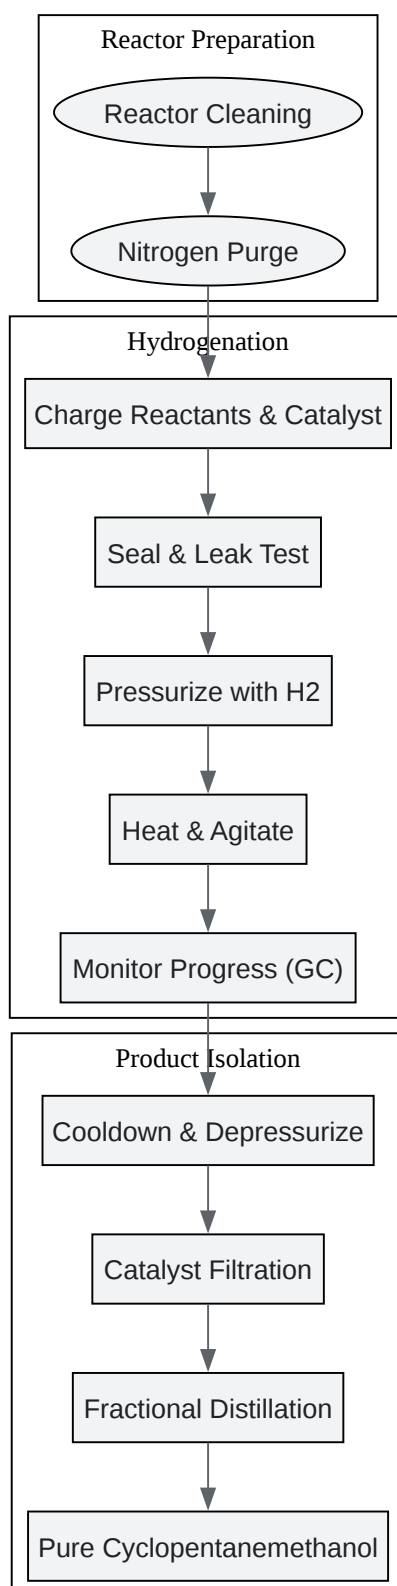 Reactor Preparation
Reactor Cleaning
Nitrogen Purge
Hydrogenation
Charge Reactants & Catalyst
Seal & Leak Test
Pressurize with H2
Heat & Agitate
Monitor Progress (GC)
Product Isolation
Cooldown & Depressurize
Catalyst Filtration
Fractional Distillation
Pure Cyclopentanemethanol